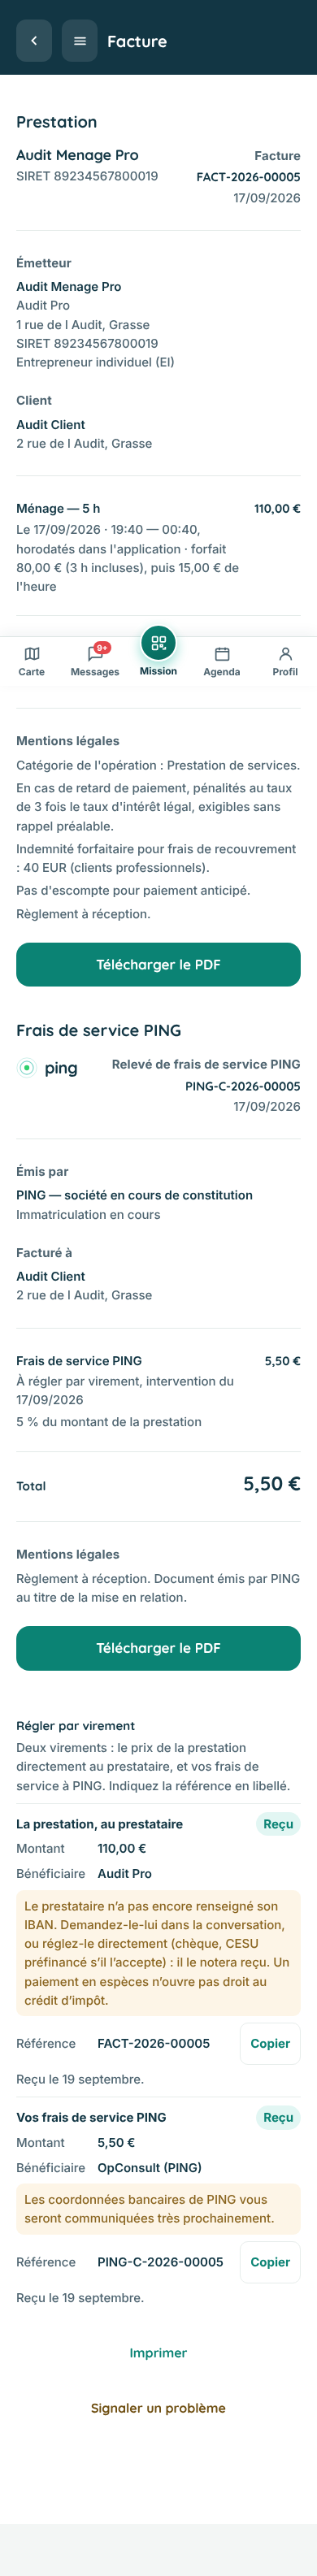 Facture
Prestation
Audit Menage Pro
SIRET 89234567800019
Facture
FACT-2026-00005
17/09/2026
Émetteur
Audit Menage Pro
Audit Pro
1 rue de l Audit, Grasse
SIRET 89234567800019
Entrepreneur individuel (EI)
Client
Audit Client
2 rue de l Audit, Grasse
Ménage — 5 h 110,00 €
Le 17/09/2026 · 19:40 — 00:40,
horodatés dans l'application · forfait
80,00 € (3 h incluses), puis 15,00 € de
l'heure
9+
Carte Messages Mission Agenda Profil
Mentions légales
Catégorie de l'opération : Prestation de services.
En cas de retard de paiement, pénalités au taux
de 3 fois le taux d'intérêt légal, exigibles sans
rappel préalable.
Indemnité forfaitaire pour frais de recouvrement
: 40 EUR (clients professionnels).
Pas d'escompte pour paiement anticipé.
Règlement à réception.
Télécharger le PDF
Frais de service PING
ping
Relevé de frais de service PING
PING-C-2026-00005
17/09/2026
Émis par
PING — société en cours de constitution
Immatriculation en cours
Facturé à
Audit Client
2 rue de l Audit, Grasse
Frais de service PING 5,50 €
À régler par virement, intervention du
17/09/2026
5 % du montant de la prestation
Total 5,50 €
Mentions légales
Règlement à réception. Document émis par PING
au titre de la mise en relation.
Télécharger le PDF
Régler par virement
Deux virements : le prix de la prestation
directement au prestataire, et vos frais de
service à PING. Indiquez la référence en libellé.
La prestation, au prestataire Reçu
Montant 110,00 €
Bénéficiaire Audit Pro
Le prestataire n’a pas encore renseigné son
IBAN. Demandez-le-lui dans la conversation,
ou réglez-le directement (chèque, CESU
préfinancé s’il l’accepte) : il le notera reçu. Un
paiement en espèces n’ouvre pas droit au
crédit d’impôt.
Référence FACT-2026-00005 Copier
Reçu le 19 septembre.
Vos frais de service PING Reçu
Montant 5,50 €
Bénéficiaire OpConsult (PING)
Les coordonnées bancaires de PING vous
seront communiquées très prochainement.
Référence PING-C-2026-00005 Copier
Reçu le 19 septembre.
Imprimer
Signaler un problème